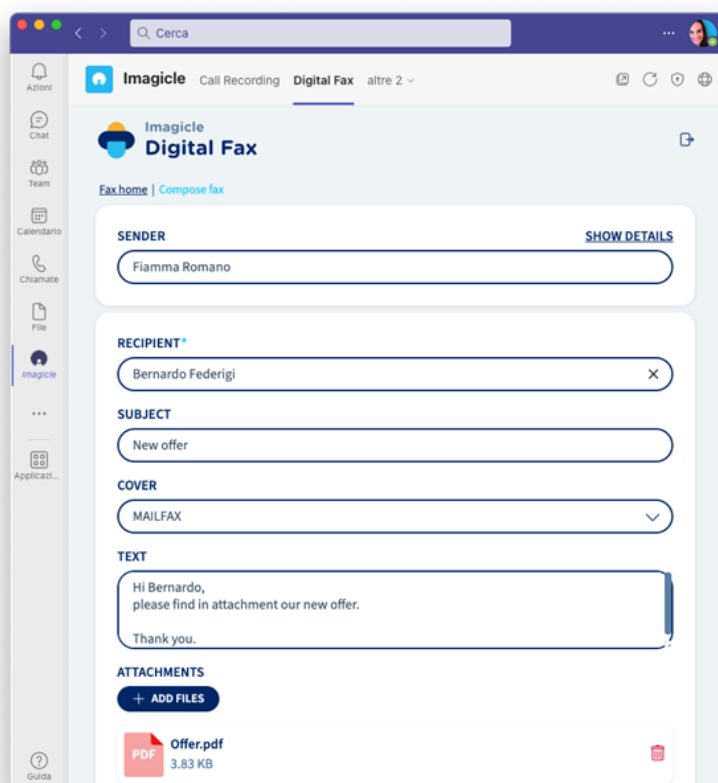 Cerca
Azioni
Chat
Team
Calendario
Chiamate
File
Imagicle
Applicazi...
Guida
Imagicle Call Recording Digital Fax altre 2
Imagicle
Digital Fax
Fax home | Compose fax
SENDER SHOW DETAILS
Fiamma Romano
RECIPIENT*
Bernardo Federigi
SUBJECT
New offer
COVER
MAILFAX
TEXT
Hi Bernardo,
please find in attachment our new offer.
Thank you.
ATTACHMENTS
+ ADD FILES
PDF Offer.pdf
3.83 KB